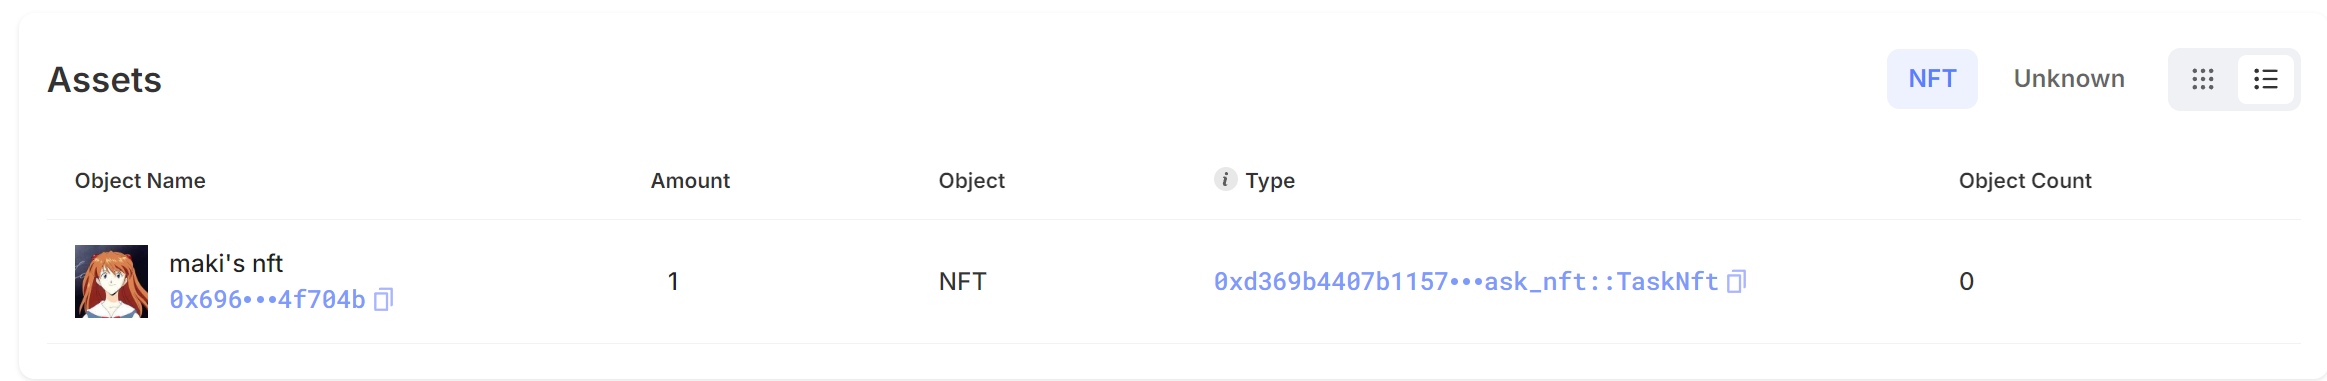 Assets
NFT
Unknown
Object Name
Amount
Object
Type
Object Count
maki's nft
0x696•••4f704b
1
NFT
0xd369b4407b1157•••ask_nft::TaskNft
0